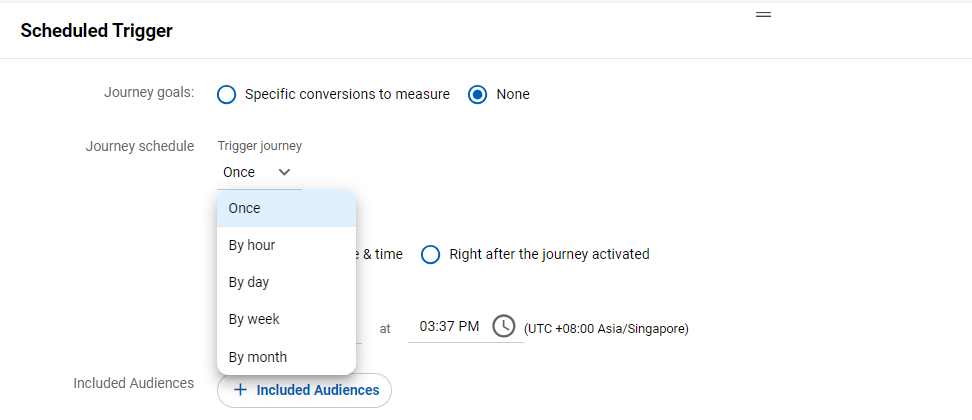 Scheduled Trigger
Journey goals: Specific conversions to measure None
Journey schedule Trigger journey
Once
Once
By hour
& time Right after the journey activated
By day
By week
at 03:37 PM (UTC +08:00 Asia/Singapore)
By month
Included Audiences + Included Audiences